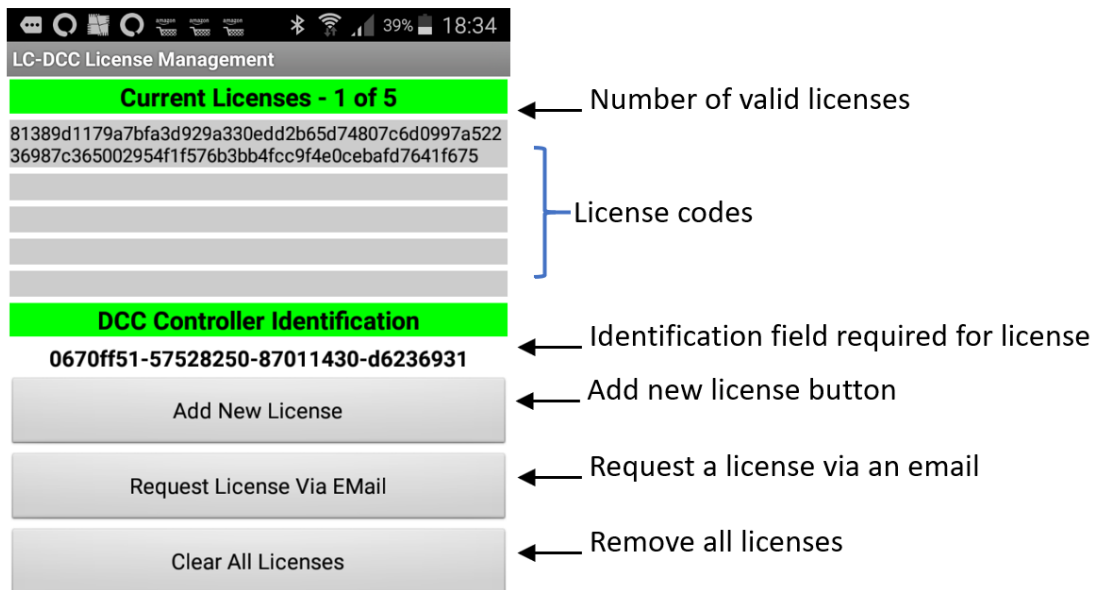 39% 18:34
LC-DCC License Management
Current Licenses - 1 of 5
Number of valid licenses
81389d1179a7bfa3d929a330edd2b65d74807c6d0997a522
36987c365002954f1f576b3bb4fcc9f4e0cebafd7641f675
License codes
DCC Controller Identification
Identification field required for license
0670ff51-57528250-87011430-d6236931
Add new license button
Add New License
Request a license via an email
Request License Via EMail
Remove all licenses
Clear All Licenses